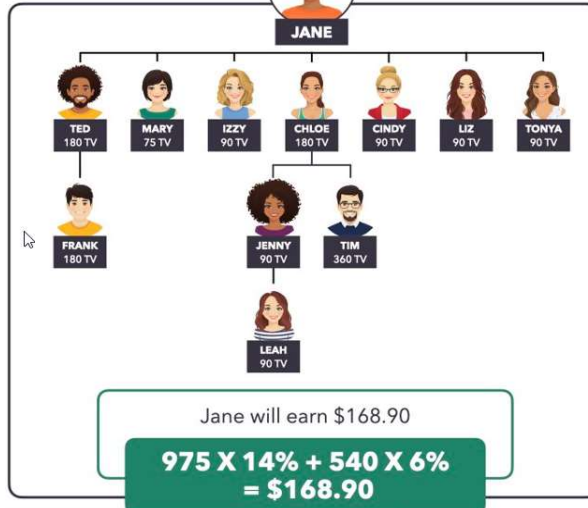 JANE
TED
180 TV
MARY
75 TV
IZZY
90 TV
CHLOE
180 TV
CINDY
90 TV
LIZ
90 TV
TONYA
90 TV
FRANK
180 TV
JENNY
90 TV
TIM
360 TV
LEAH
90 TV
Jane will earn $168.90
975 X 14% + 540 X 6%
= $168.90